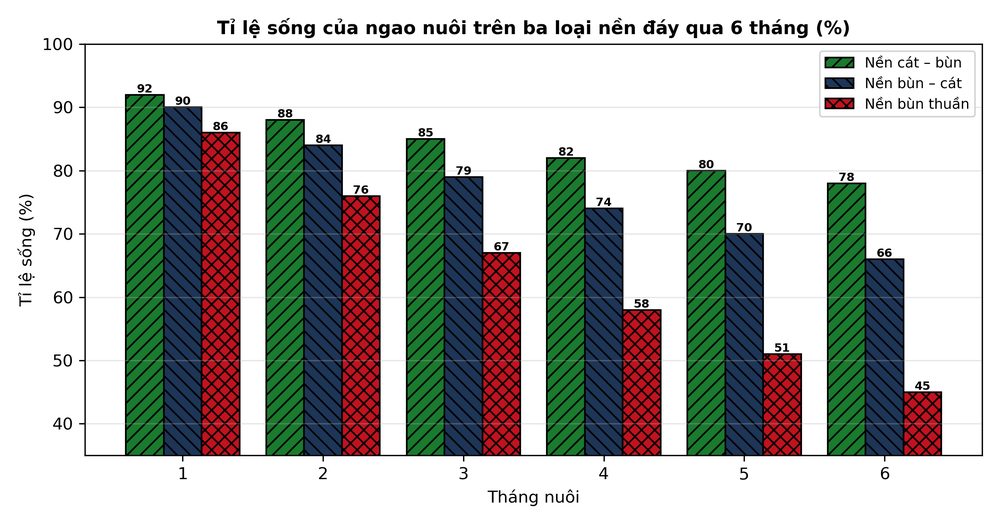 Tỉ lệ sống của ngao nuôi trên ba loại nền đáy qua 6 tháng (%)
Nền cát – bùn
Nền bùn – cát
Nền bùn thuần
Tỉ lệ sống (%)
100
90
80
70
60
50
40
92 90 86
88 84 76
85 79 67
82 74 58
80 70 51
78 66 45
1 2 3 4 5 6
Tháng nuôi